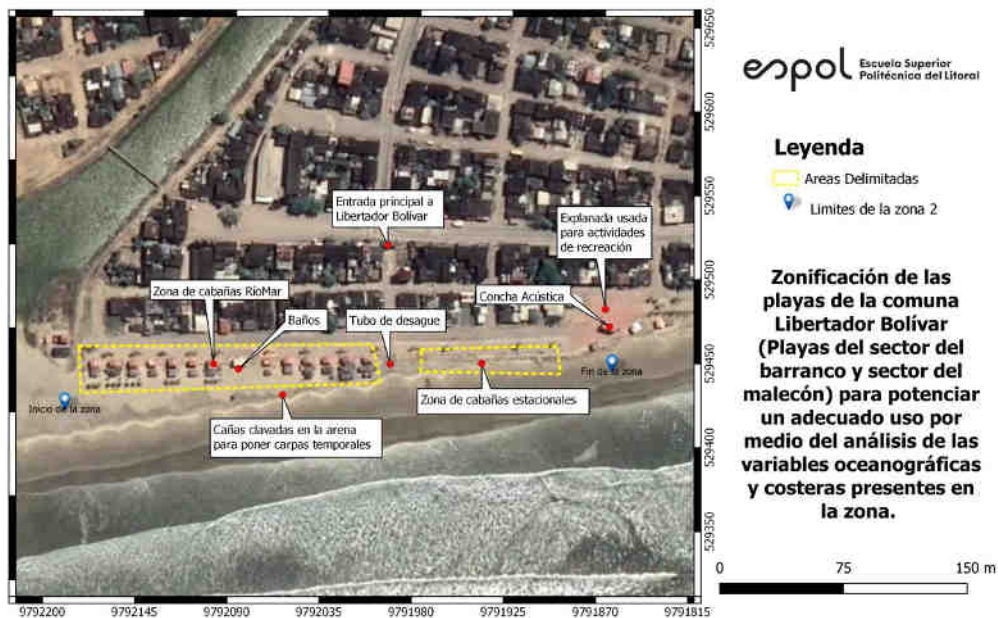 espol
Escuela Superior
Politécnica del Litoral
Leyenda
Areas Delimitadas
Limites de la zona 2
Zonificación de las
playas de la comuna
Libertador Bolívar
(Playas del sector del
barranco y sector del
malecón) para potenciar
un adecuado uso por
medio del análisis de las
variables oceanográficas
y costeras presentes en
la zona.
0 75 150 m
Entrada principal a
Libertador Bolívar
Explanada usada
para actividades
de recreación
Zona de cabañas RíoMar
Baños
Tubo de desague
Concha Acústica
Inicio de la zona
Fin de la zona
Cañas clavadas en la arena
para poner carpas temporales
Zona de cabañas estacionales
529650
529600
529550
529500
529450
529400
529350
9792200 9792145 9792090 9792035 9791980 9791925 9791870 9791815